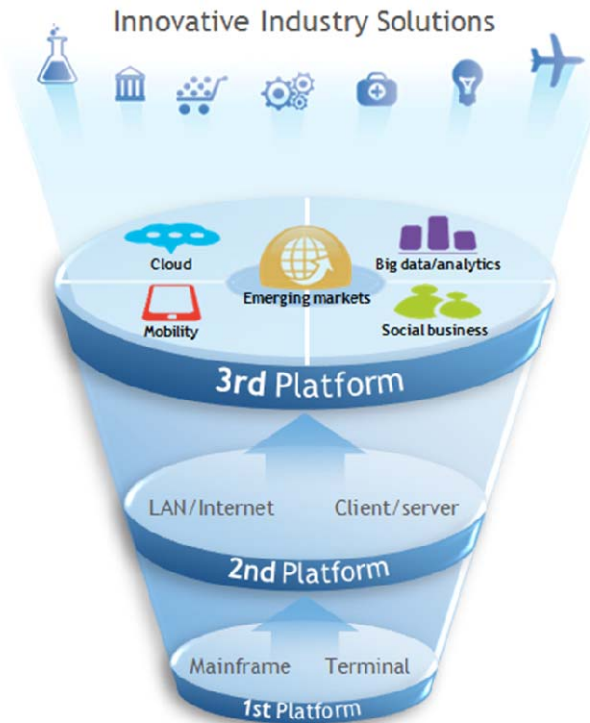 Innovative Industry Solutions
Cloud
Big data/analytics
Emerging markets
Mobility
Social business
3rd Platform
LAN/Internet
Client/server
2nd Platform
Mainframe
Terminal
1st Platform